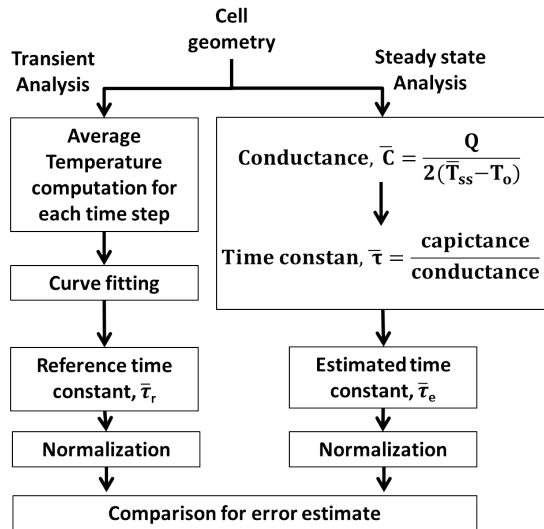 Cell
geometry
Transient
Analysis
Steady state
Analysis
Average
Temperature
computation for
each time step
Curve fitting
Reference time
constant, τ̅r
Normalization
Conductance, C̅ = Q / 2(T̅ss−To)
Time constan, τ̅ = capictance / conductance
Estimated time
constant, τ̅e
Normalization
Comparison for error estimate